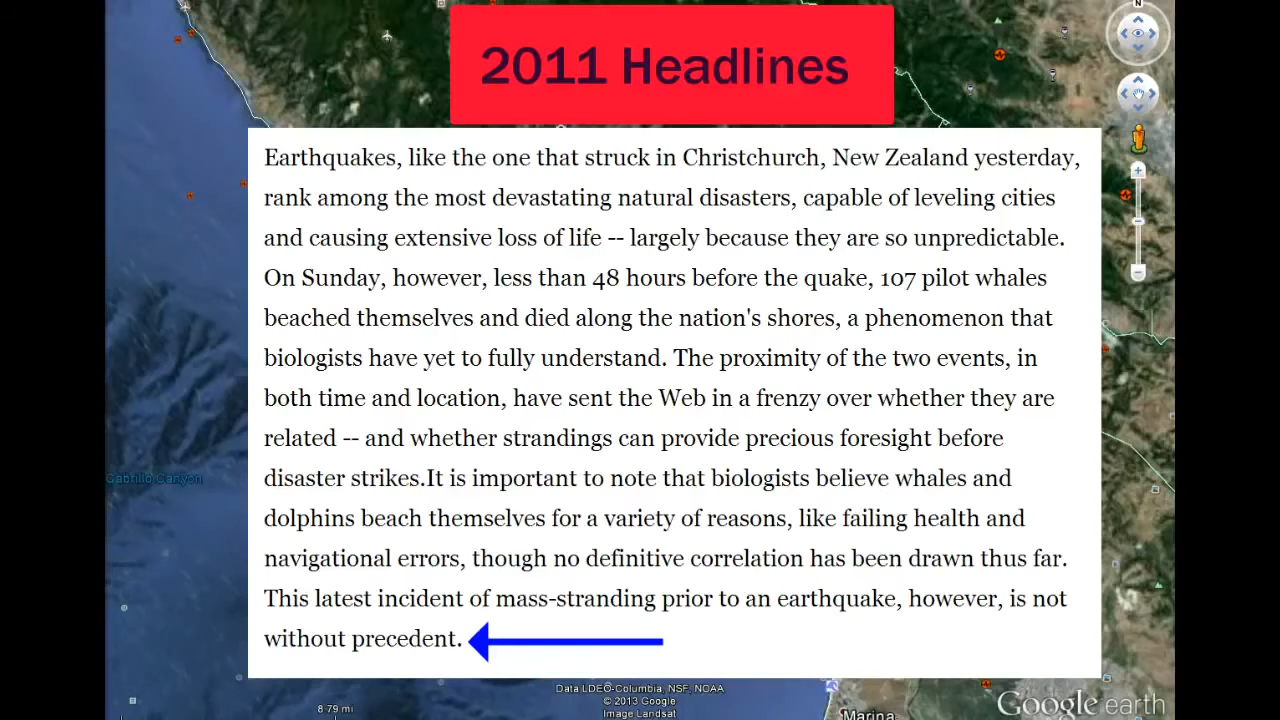 N
2011 Headlines
Earthquakes, like the one that struck in Christchurch, New Zealand yesterday,
rank among the most devastating natural disasters, capable of leveling cities
and causing extensive loss of life -- largely because they are so unpredictable.
On Sunday, however, less than 48 hours before the quake, 107 pilot whales
beached themselves and died along the nation's shores, a phenomenon that
biologists have yet to fully understand. The proximity of the two events, in
both time and location, have sent the Web in a frenzy over whether they are
related -- and whether strandings can provide precious foresight before
disaster strikes.It is important to note that biologists believe whales and
dolphins beach themselves for a variety of reasons, like failing health and
navigational errors, though no definitive correlation has been drawn thus far.
This latest incident of mass-stranding prior to an earthquake, however, is not
without precedent.
Gabrillo Canyon
Data LDEO-Columbia, NSF, NOAA
© 2013 Google
Image Landsat
8.79 mi
Marina
Google earth